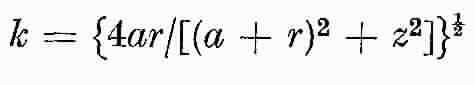 k = {4ar/[(a + r)² + z²]}^½